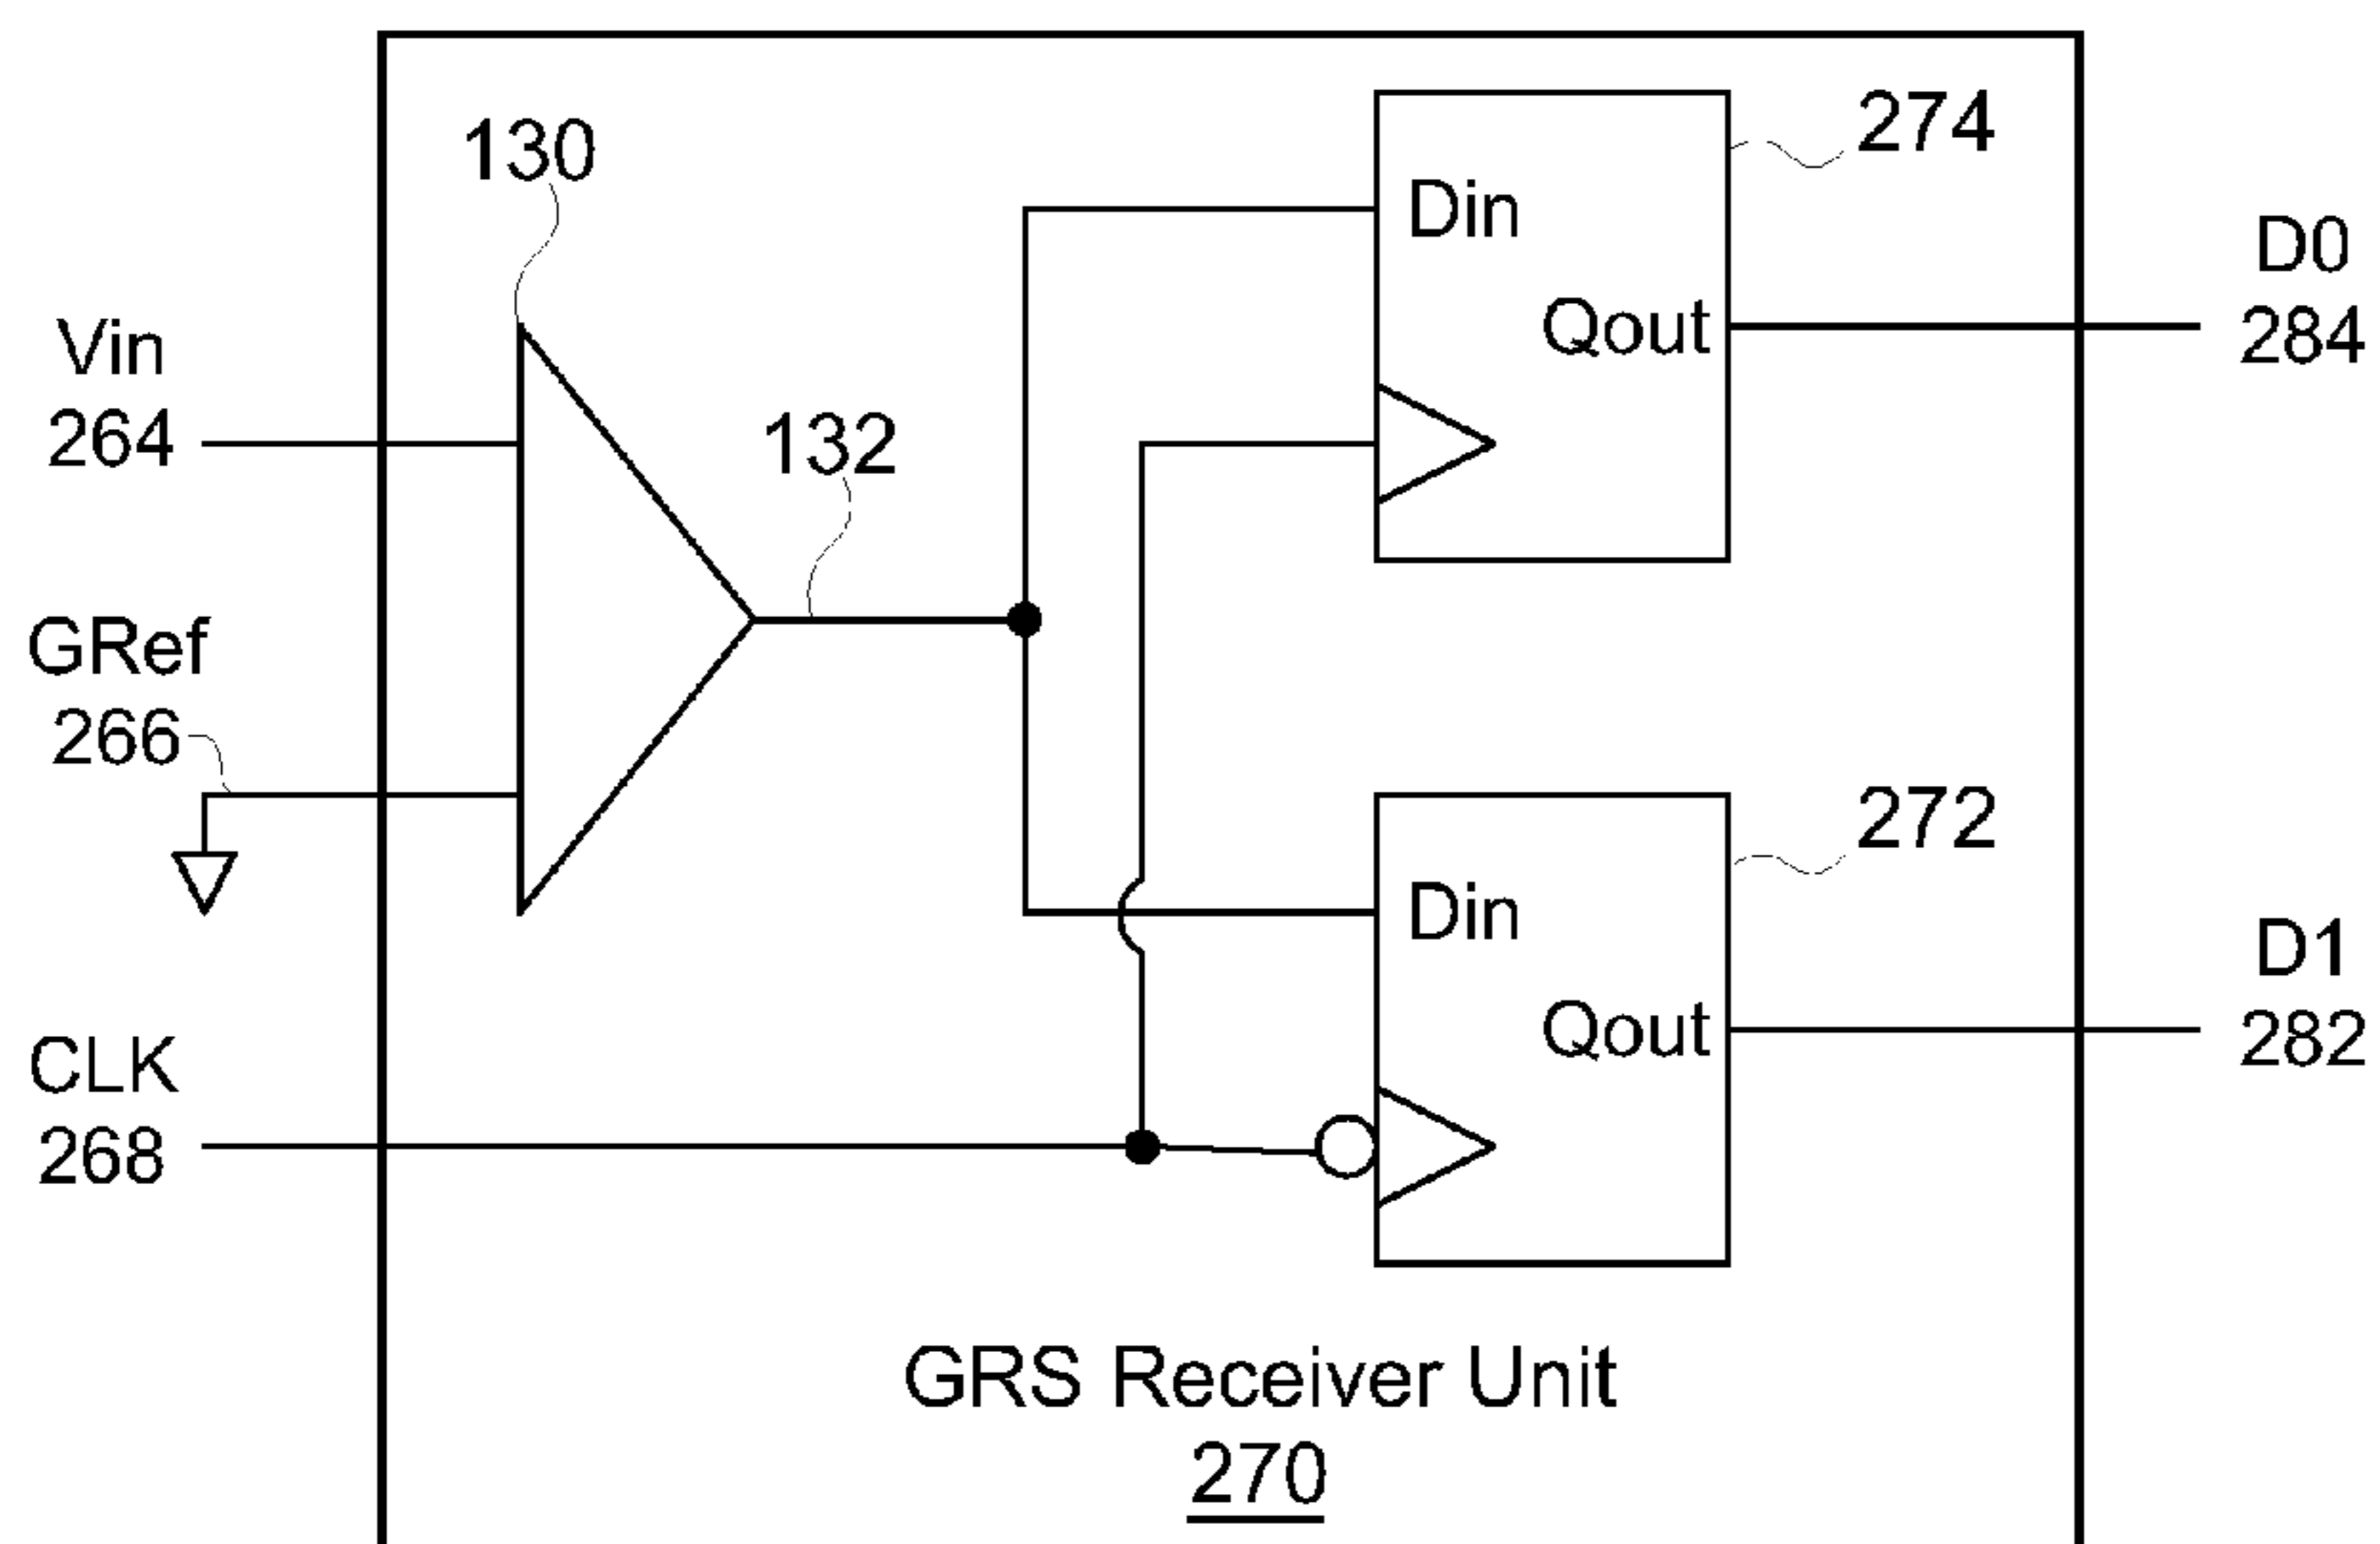 130
274
Din
D0
284
Qout
Vin
264
132
GRef
266
272
Din
D1
282
Qout
CLK
268
GRS Receiver Unit
270